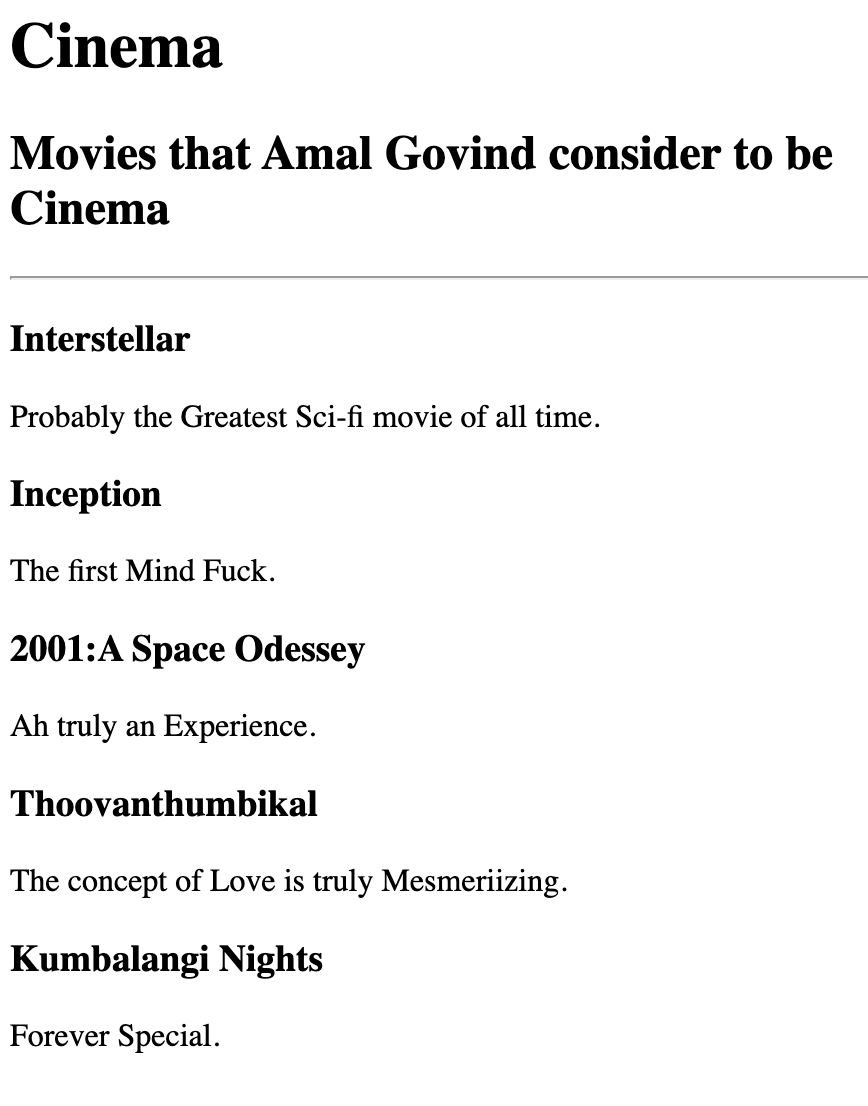 Cinema
Movies that Amal Govind consider to be
Cinema
Interstellar
Probably the Greatest Sci-fi movie of all time.
Inception
The first Mind Fuck.
2001:A Space Odessey
Ah truly an Experience.
Thoovanthumbikal
The concept of Love is truly Mesmeriizing.
Kumbalangi Nights
Forever Special.